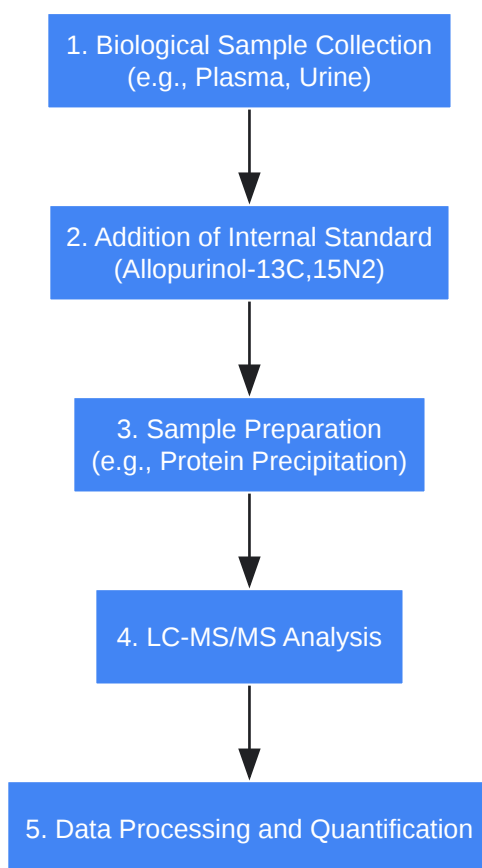 1. Biological Sample Collection
(e.g., Plasma, Urine)
2. Addition of Internal Standard
(Allopurinol-13C,15N2)
3. Sample Preparation
(e.g., Protein Precipitation)
4. LC-MS/MS Analysis
5. Data Processing and Quantification